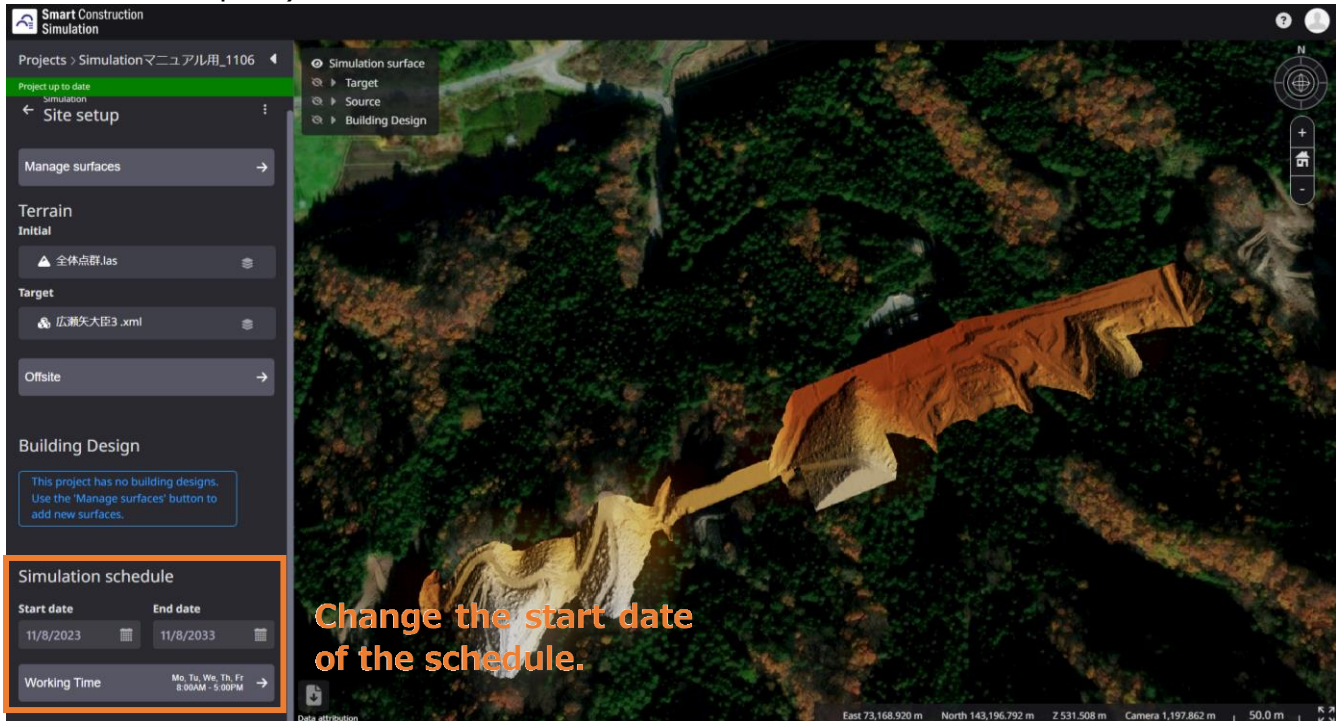 Smart Construction
Simulation
Projects > Simulationマニュアル用_1106
Project up to date
Simulation
Site setup
Manage surfaces
Terrain
Initial
全体点群.las
Target
広瀬矢大臣3 .xml
Offsite
Building Design
This project has no building designs.
Use the 'Manage surfaces' button to
add new surfaces.
Simulation schedule
Start date End date
11/8/2023 11/8/2033
Working Time
Mo, Tu, We, Th, Fr
8:00AM - 5:00PM
Simulation surface
Target
Source
Building Design
N
+
-
Change the start date
of the schedule.
Data attribution
East 73,168.920 m North 143,196.792 m Z 531.508 m Camera 1,197.862 m 50.0 m